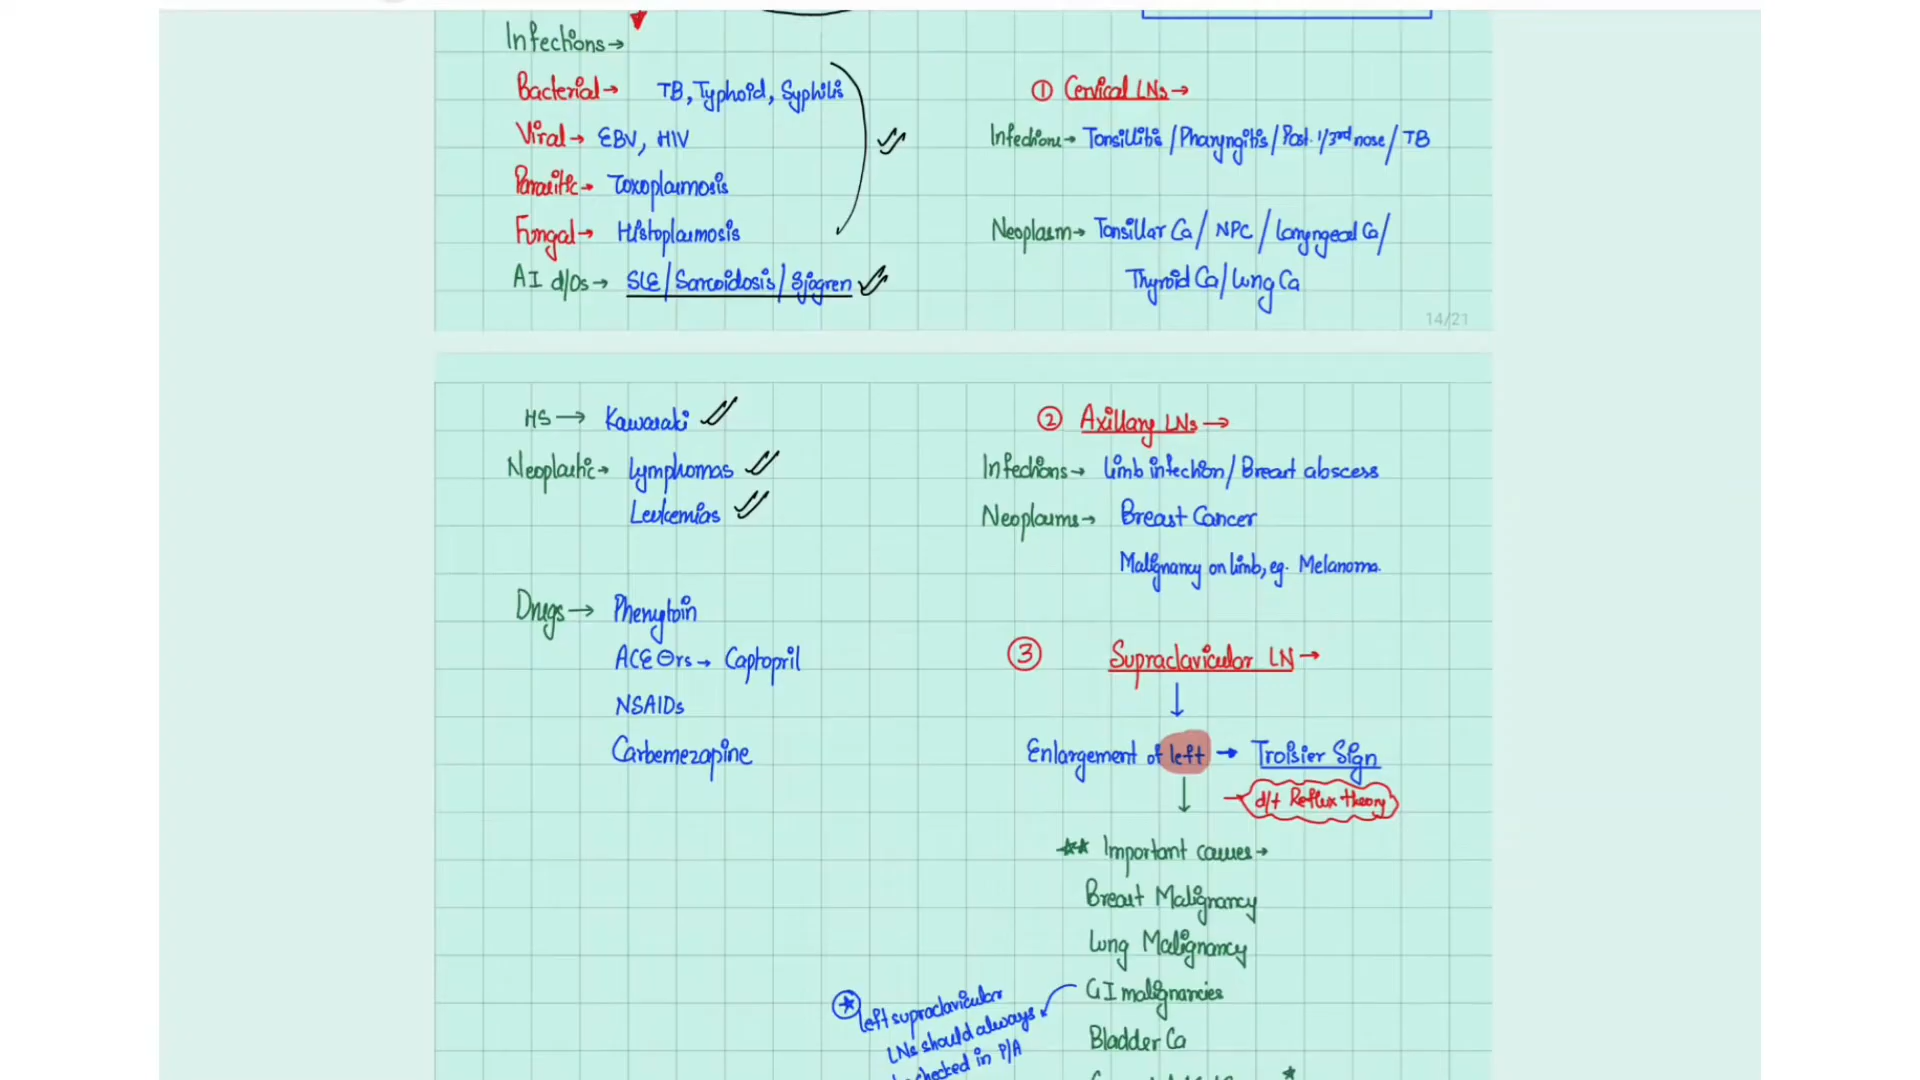 Infections→
Bacterial→ TB, Typhoid, Syphilis
Viral→ EBV, HIV
Parasitic→ Toxoplasmosis
Fungal→ Histoplasmosis
AI d/Os→ SLE/Sarcoidosis/Sjogren
① Cervical LNs→
Infections→ Tonsillitis/Pharyngitis/Post. 1/3rd nose/TB
Neoplasm→ Tonsillar Ca/NPC/Laryngeal Ca/
Thyroid Ca/Lung Ca
14/21
HS→ Kawasaki
Neoplastic→ Lymphomas
Leukemias
Drugs→ Phenytoin
ACE⊖rs→ Captopril
NSAIDs
Carbemezapine
② Axillary LNs→
Infections→ Limb infection/Breast abscess
Neoplasms→ Breast Cancer
Malignancy on limb, eg. Melanoma.
③ Supraclavicular LN→
↓
Enlargement of left → Troisier Sign
→ d/t Reflux theory
↓
★★ Important causes→
Breast Malignancy
Lung Malignancy
GI malignancies
Bladder Ca
left supraclavicular
LNs should always
checked in P/A